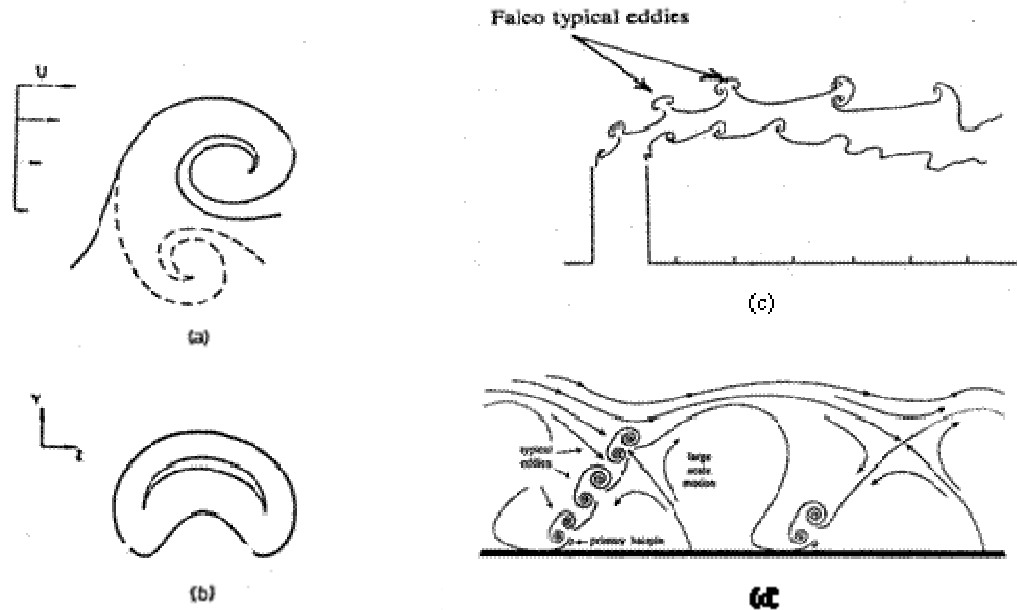 Falco typical eddies
U
(a)
(c)
Y
(b)
typical
eddies
large
scale
motion
primary hairpin
(d)